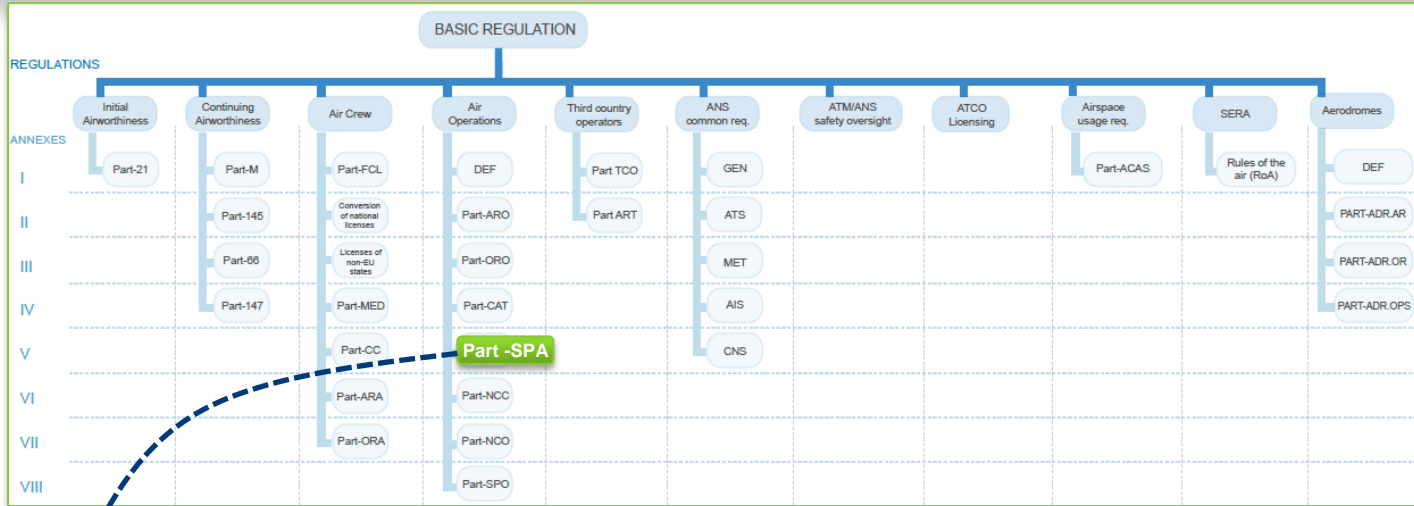 BASIC REGULATION
REGULATIONS
Initial
Airworthiness
Continuing
Airworthiness
Air Crew
Air
Operations
Third country
operators
ANS
common req.
ATM/ANS
safety oversight
ATCO
Licensing
Airspace
usage req.
SERA
Aerodromes
ANNEXES
I
Part-21
Part-M
Part-FCL
DEF
Part TCO
GEN
Part-ACAS
Rules of the
air (RoA)
DEF
II
Part-145
Conversion
of national
licenses
Part-ARO
Part ART
ATS
PART-ADR.AR
III
Part-66
Licenses of
non-EU
states
Part-ORO
MET
PART-ADR.OR
IV
Part-147
Part-MED
Part-CAT
AIS
PART-ADR.OPS
V
Part-CC
Part -SPA
CNS
VI
Part-ARA
Part-NCC
VII
Part-ORA
Part-NCO
VIII
Part-SPO